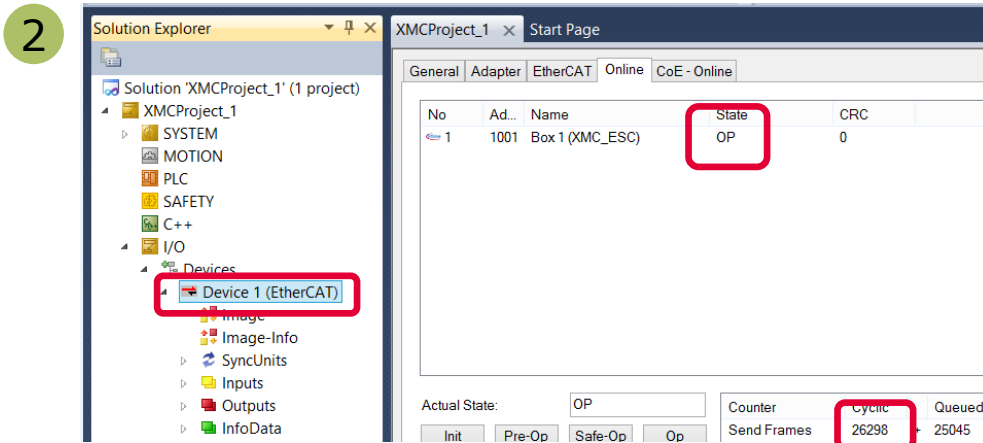 2
Solution Explorer
XMCProject_1
Start Page
General
Adapter
EtherCAT
Online
CoE - Online
Solution 'XMCProject_1' (1 project)
XMCProject_1
SYSTEM
MOTION
PLC
SAFETY
C++
I/O
Devices
Device 1 (EtherCAT)
Image
Image-Info
SyncUnits
Inputs
Outputs
InfoData
No Ad... Name State CRC
1 1001 Box 1 (XMC_ESC) OP 0
Actual State: OP
Init Pre-Op Safe-Op Op
Counter Cyclic Queued
Send Frames 26298 + 25045